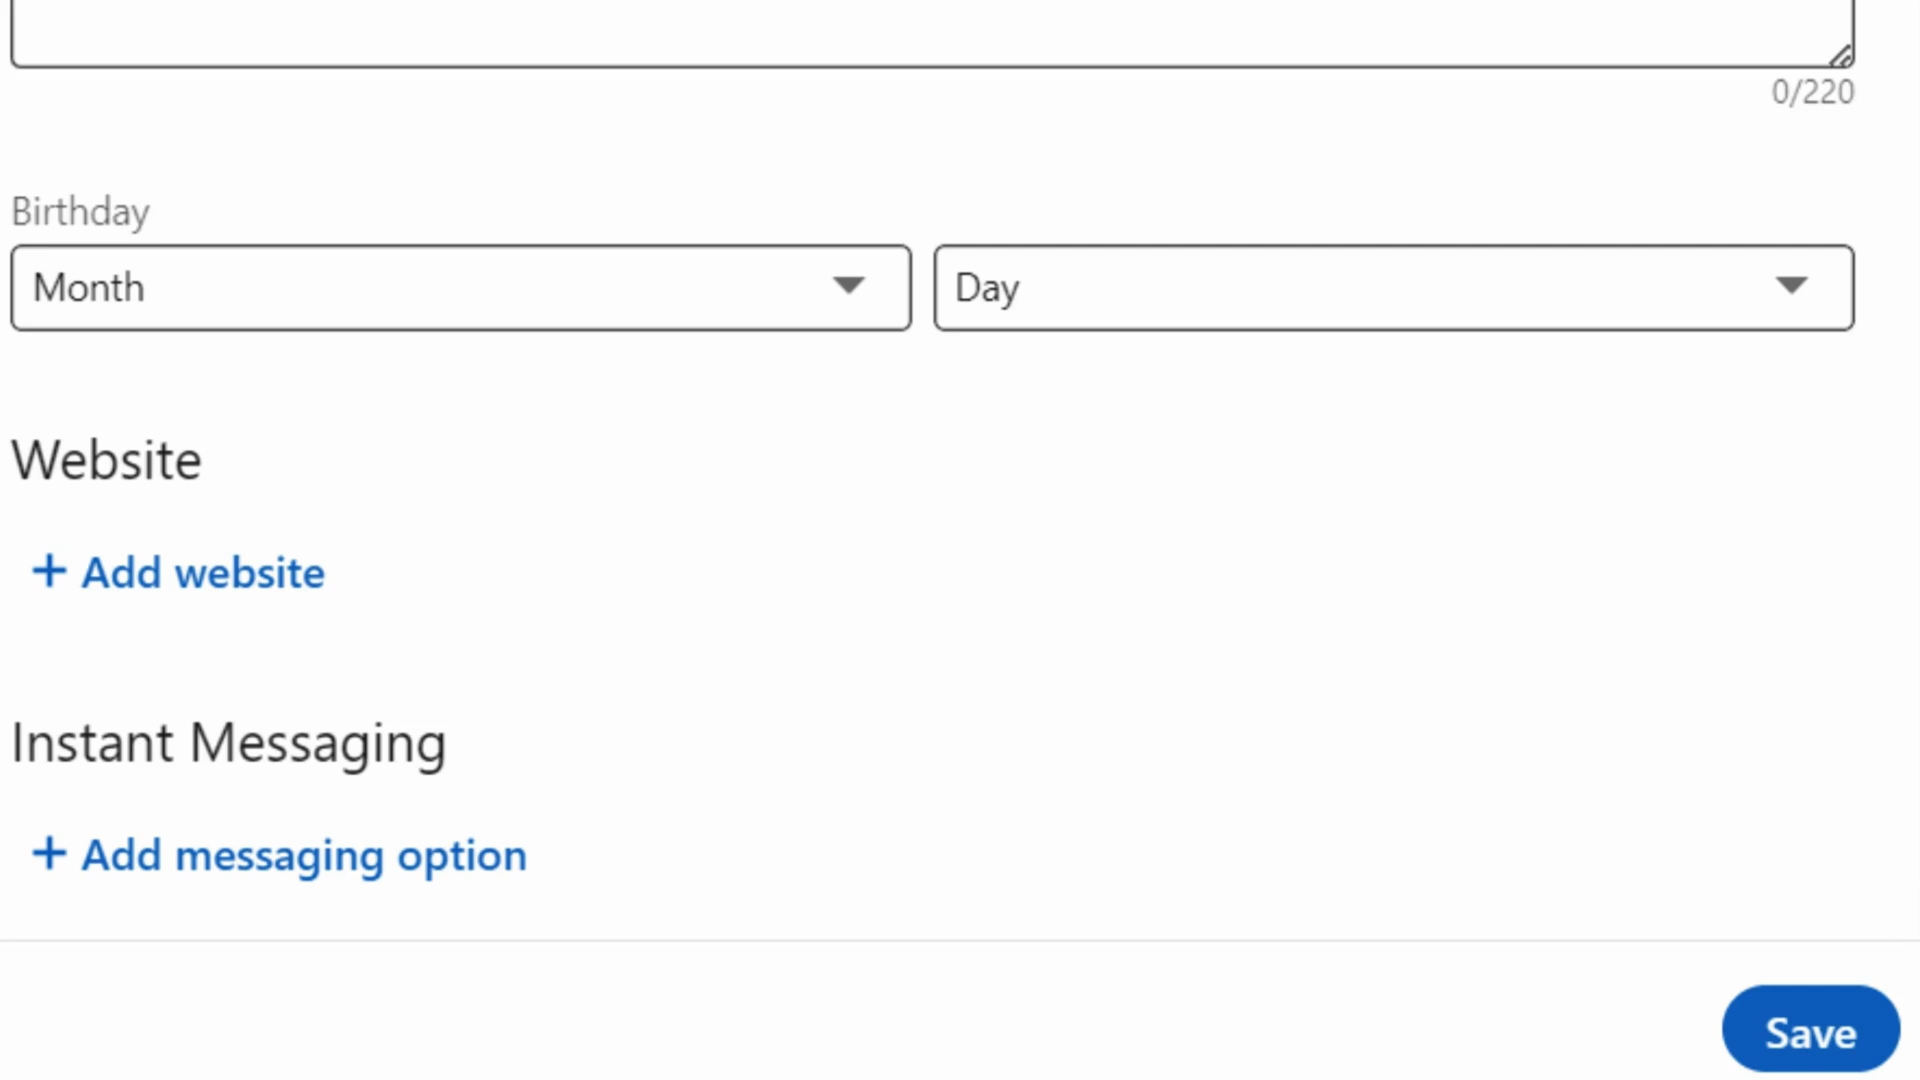 0/220
Birthday
Month
Day
Website
+ Add website
Instant Messaging
+ Add messaging option
Save